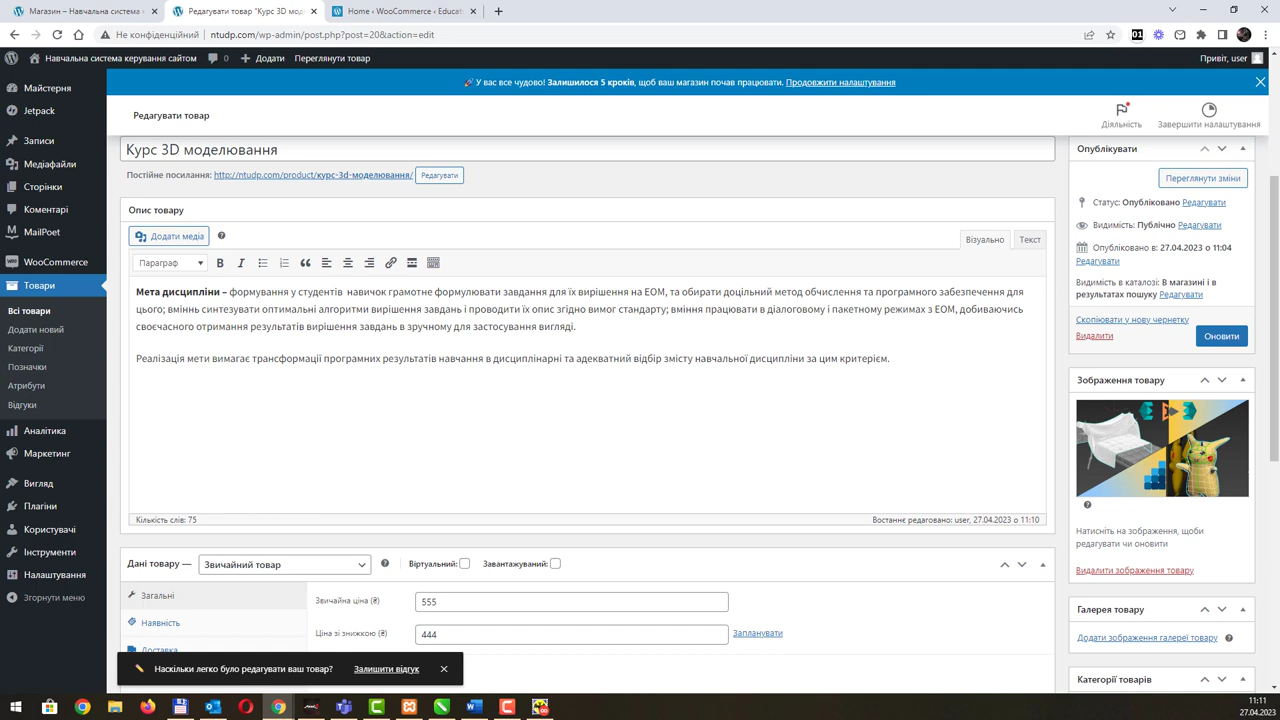 Магазин – Навчальна система
Редагувати товар "Курс 3D мод
Home ‹ WooCommerce ‹ Educat
Не конфіденційний
ntudp.com/wp-admin/post.php?post=20&action=edit
01
Навчальна система керування сайтом
0
Додати
Переглянути товар
Привіт, user
У вас все чудово! Залишилося 5 кроків, щоб ваш магазин почав працювати. Продовжити налаштування
Майстерня
Jetpack
Записи
Медіафайли
Сторінки
Коментарі
MailPoet
WooCommerce
Товари
Всі товари
Додати новий
Категорії
Позначки
Атрибути
Відгуки
Аналітика
Маркетинг
Вигляд
Плагіни
Користувачі
Інструменти
Налаштування
Згорнути меню
Редагувати товар
Діяльність
Завершити налаштування
Курс 3D моделювання
Постійне посилання: http://ntudp.com/product/курс-3d-моделювання/ Редагувати
Опис товару
Додати медіа
Візуально
Текст
Параграф
Мета дисципліни – формування у студентів навичок грамотне формулювати завдання для їх вирішення на ЕОМ, та обирати доцільний метод обчислення та програмного забезпечення для
цього; вміннь синтезувати оптимальні алгоритми вирішення завдань і проводити їх опис згідно вимог стандарту; вміння працювати в діалоговому і пакетному режимах з ЕОМ, добиваючись
своєчасного отримання результатів вирішення завдань в зручному для застосування вигляді.
Реалізація мети вимагає трансформації програмних результатів навчання в дисциплінарні та адекватний відбір змісту навчальної дисципліни за цим критерієм.
Кількість слів: 75
Востаннє редаговано: user, 27.04.2023 о 11:10
Дані товару —
Звичайний товар
Віртуальний:
Завантажуваний:
Загальні
Наявність
Доставка
Звичайна ціна (₴)
555
Ціна зі знижкою (₴)
444
Запланувати
Наскільки легко було редагувати ваш товар?
Залишити відгук
Опублікувати
Переглянути зміни
Статус: Опубліковано Редагувати
Видимість: Публічно Редагувати
Опубліковано в: 27.04.2023 о 11:04
Редагувати
Видимість в каталозі: В магазині і в
результатах пошуку Редагувати
Скопіювати у нову чернетку
Видалити
Оновити
Зображення товару
Натисніть на зображення, щоби
редагувати чи оновити
Видалити зображення товару
Галерея товару
Додати зображення галереї товару
Категорії товарів
11:11
27.04.2023